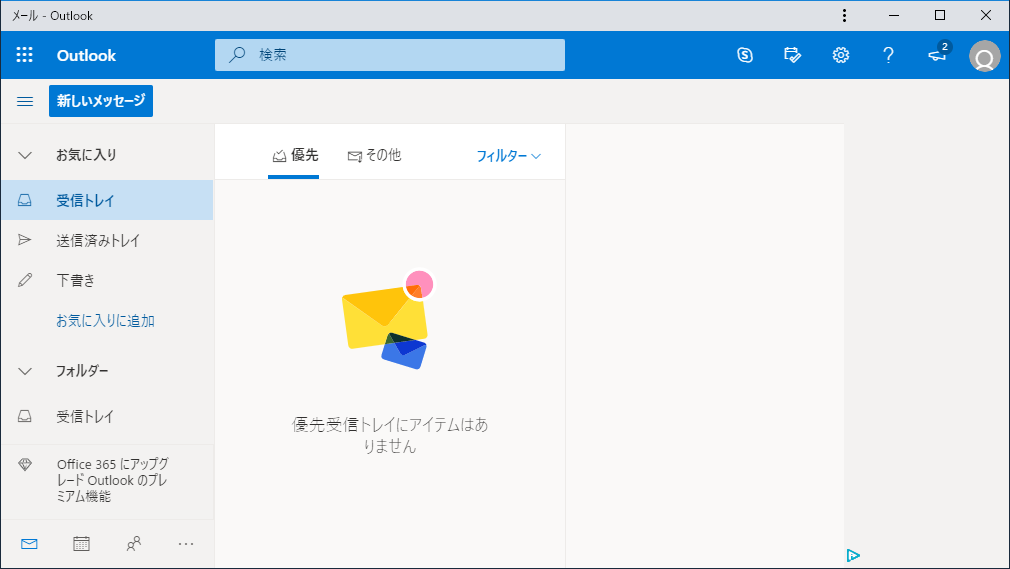 メール - Outlook
Outlook
検索
2
新しいメッセージ
お気に入り
受信トレイ
送信済みトレイ
下書き
お気に入りに追加
フォルダー
受信トレイ
Office 365 にアップグ
レード Outlook のプレ
ミアム機能
優先
その他
フィルター
優先受信トレイにアイテムはあ
りません